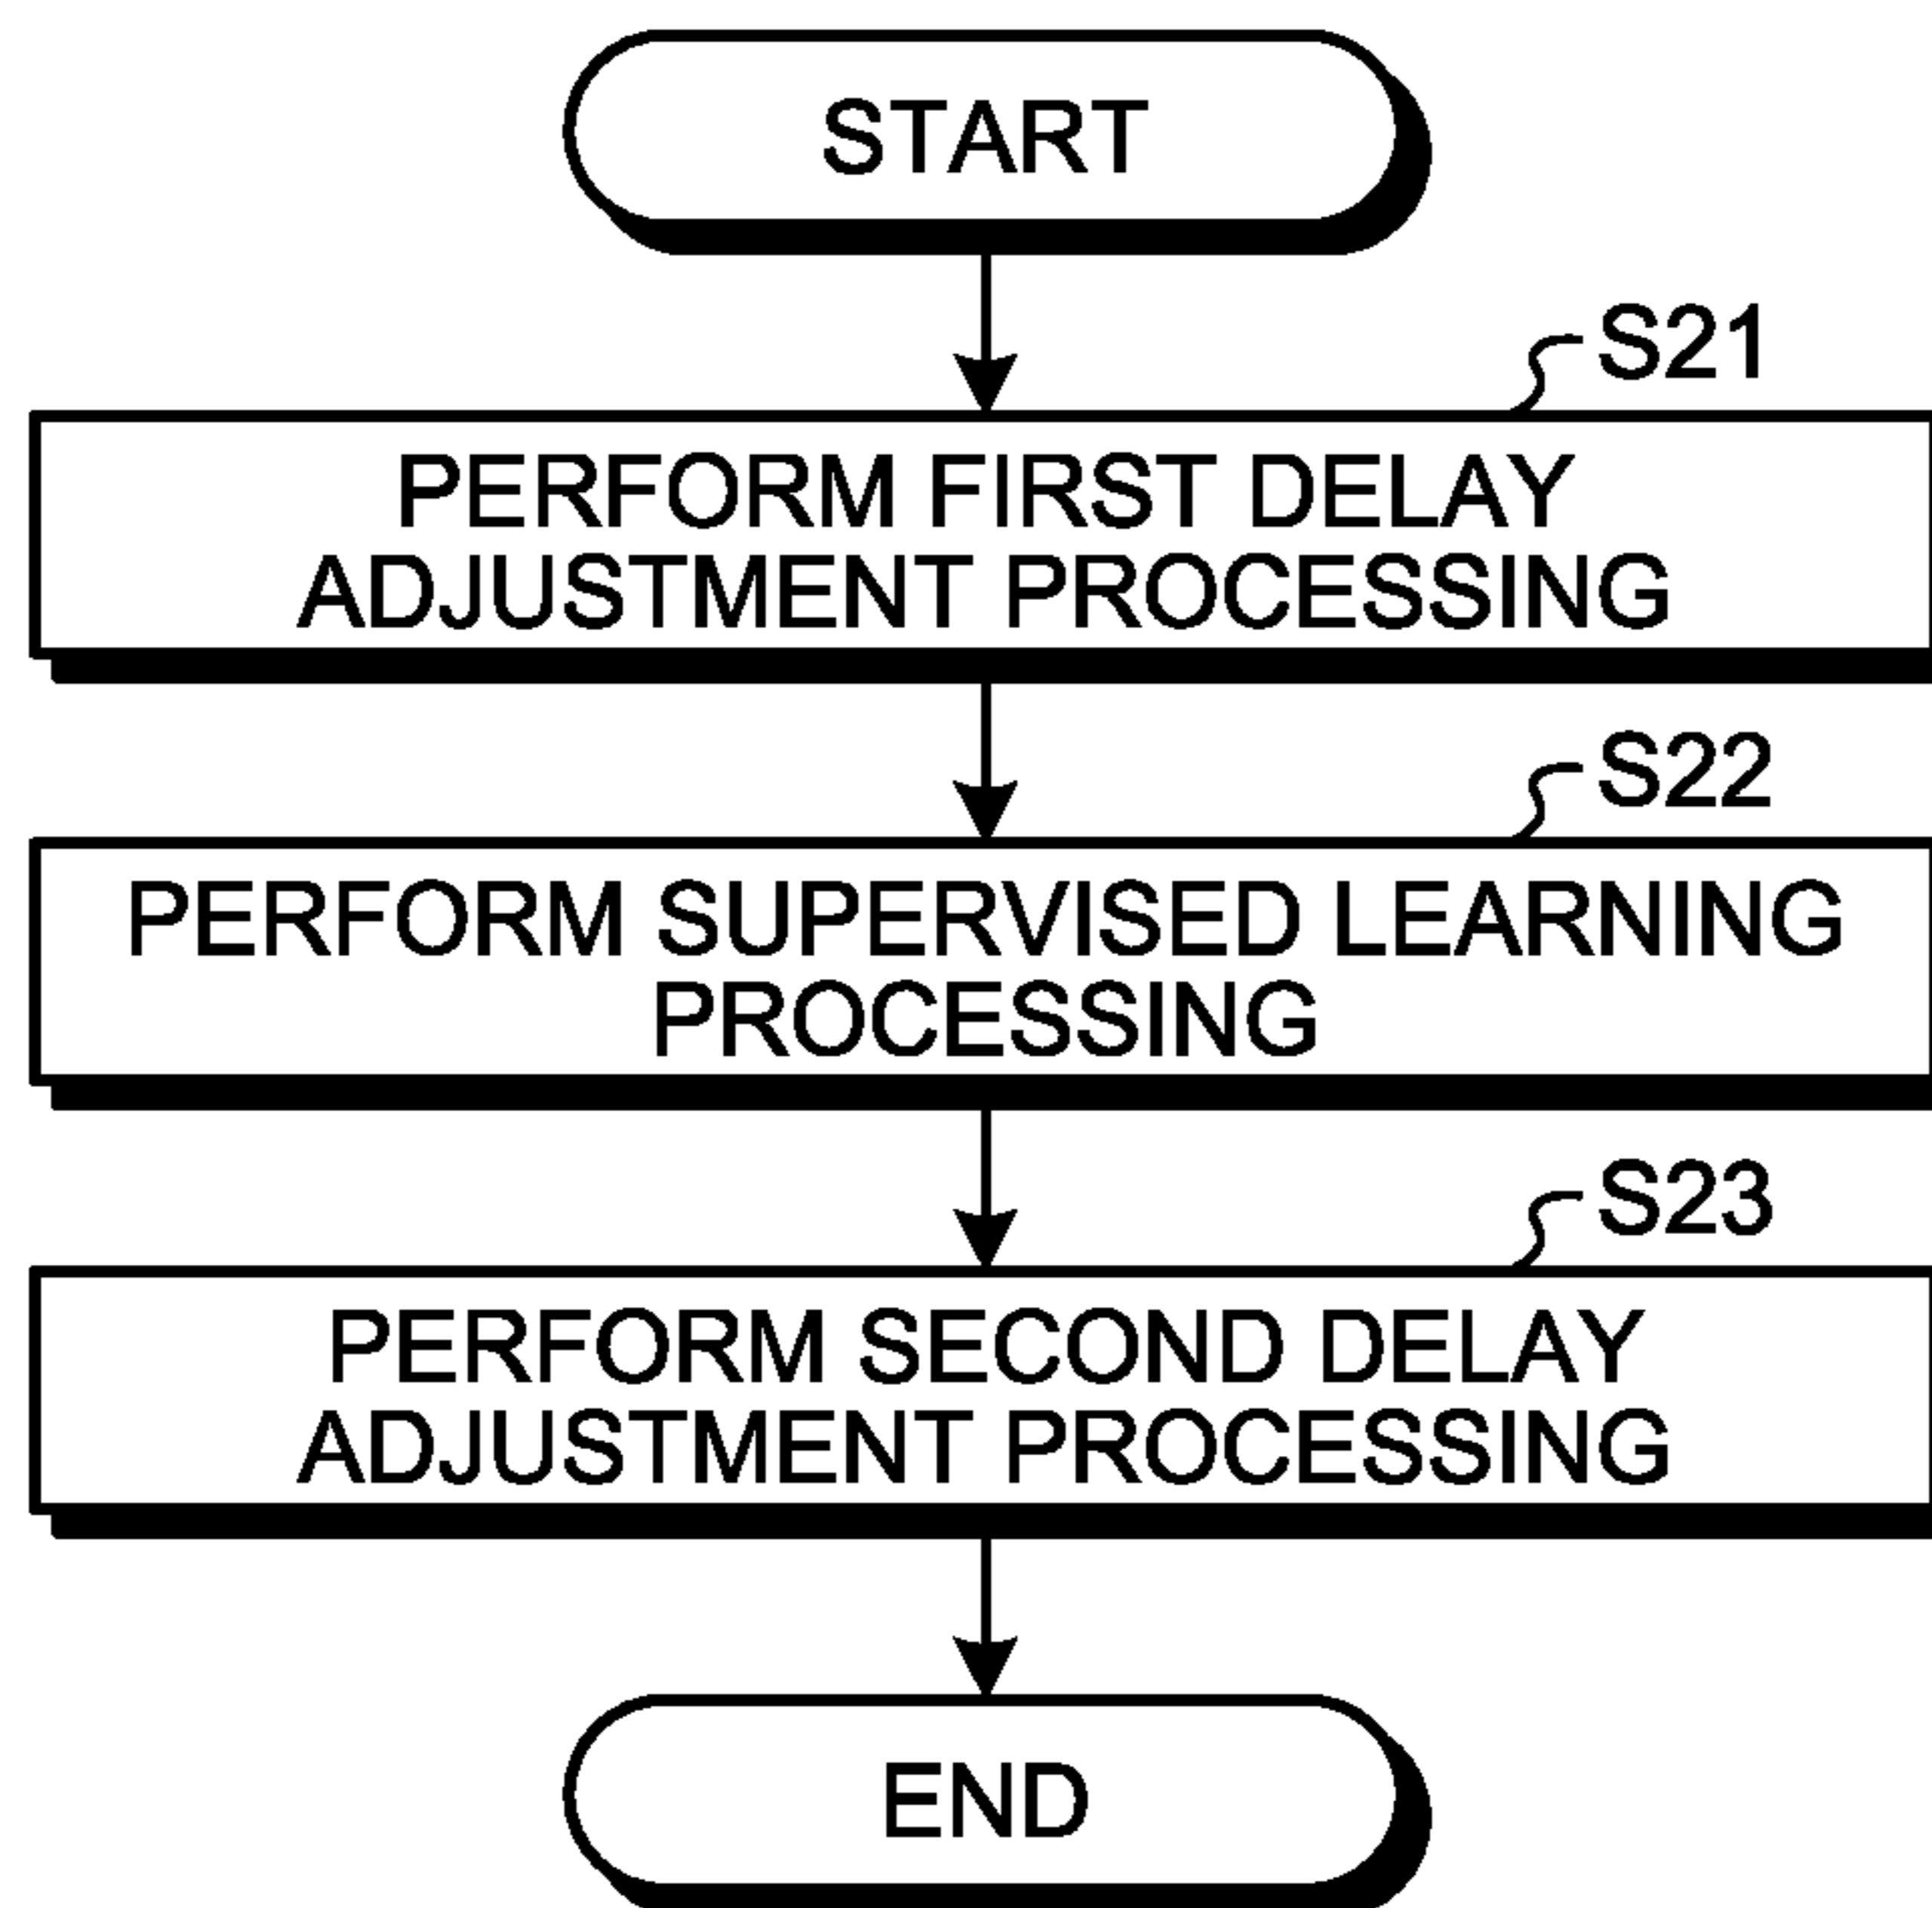 START
S21
PERFORM FIRST DELAY
ADJUSTMENT PROCESSING
S22
PERFORM SUPERVISED LEARNING
PROCESSING
S23
PERFORM SECOND DELAY
ADJUSTMENT PROCESSING
END